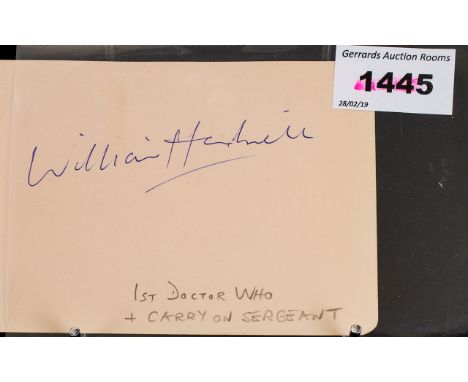 Gerrards Auction Rooms
1445
28/02/19
William Hartnell
1ST DOCTOR WHO
+ CARRY ON SERGEANT